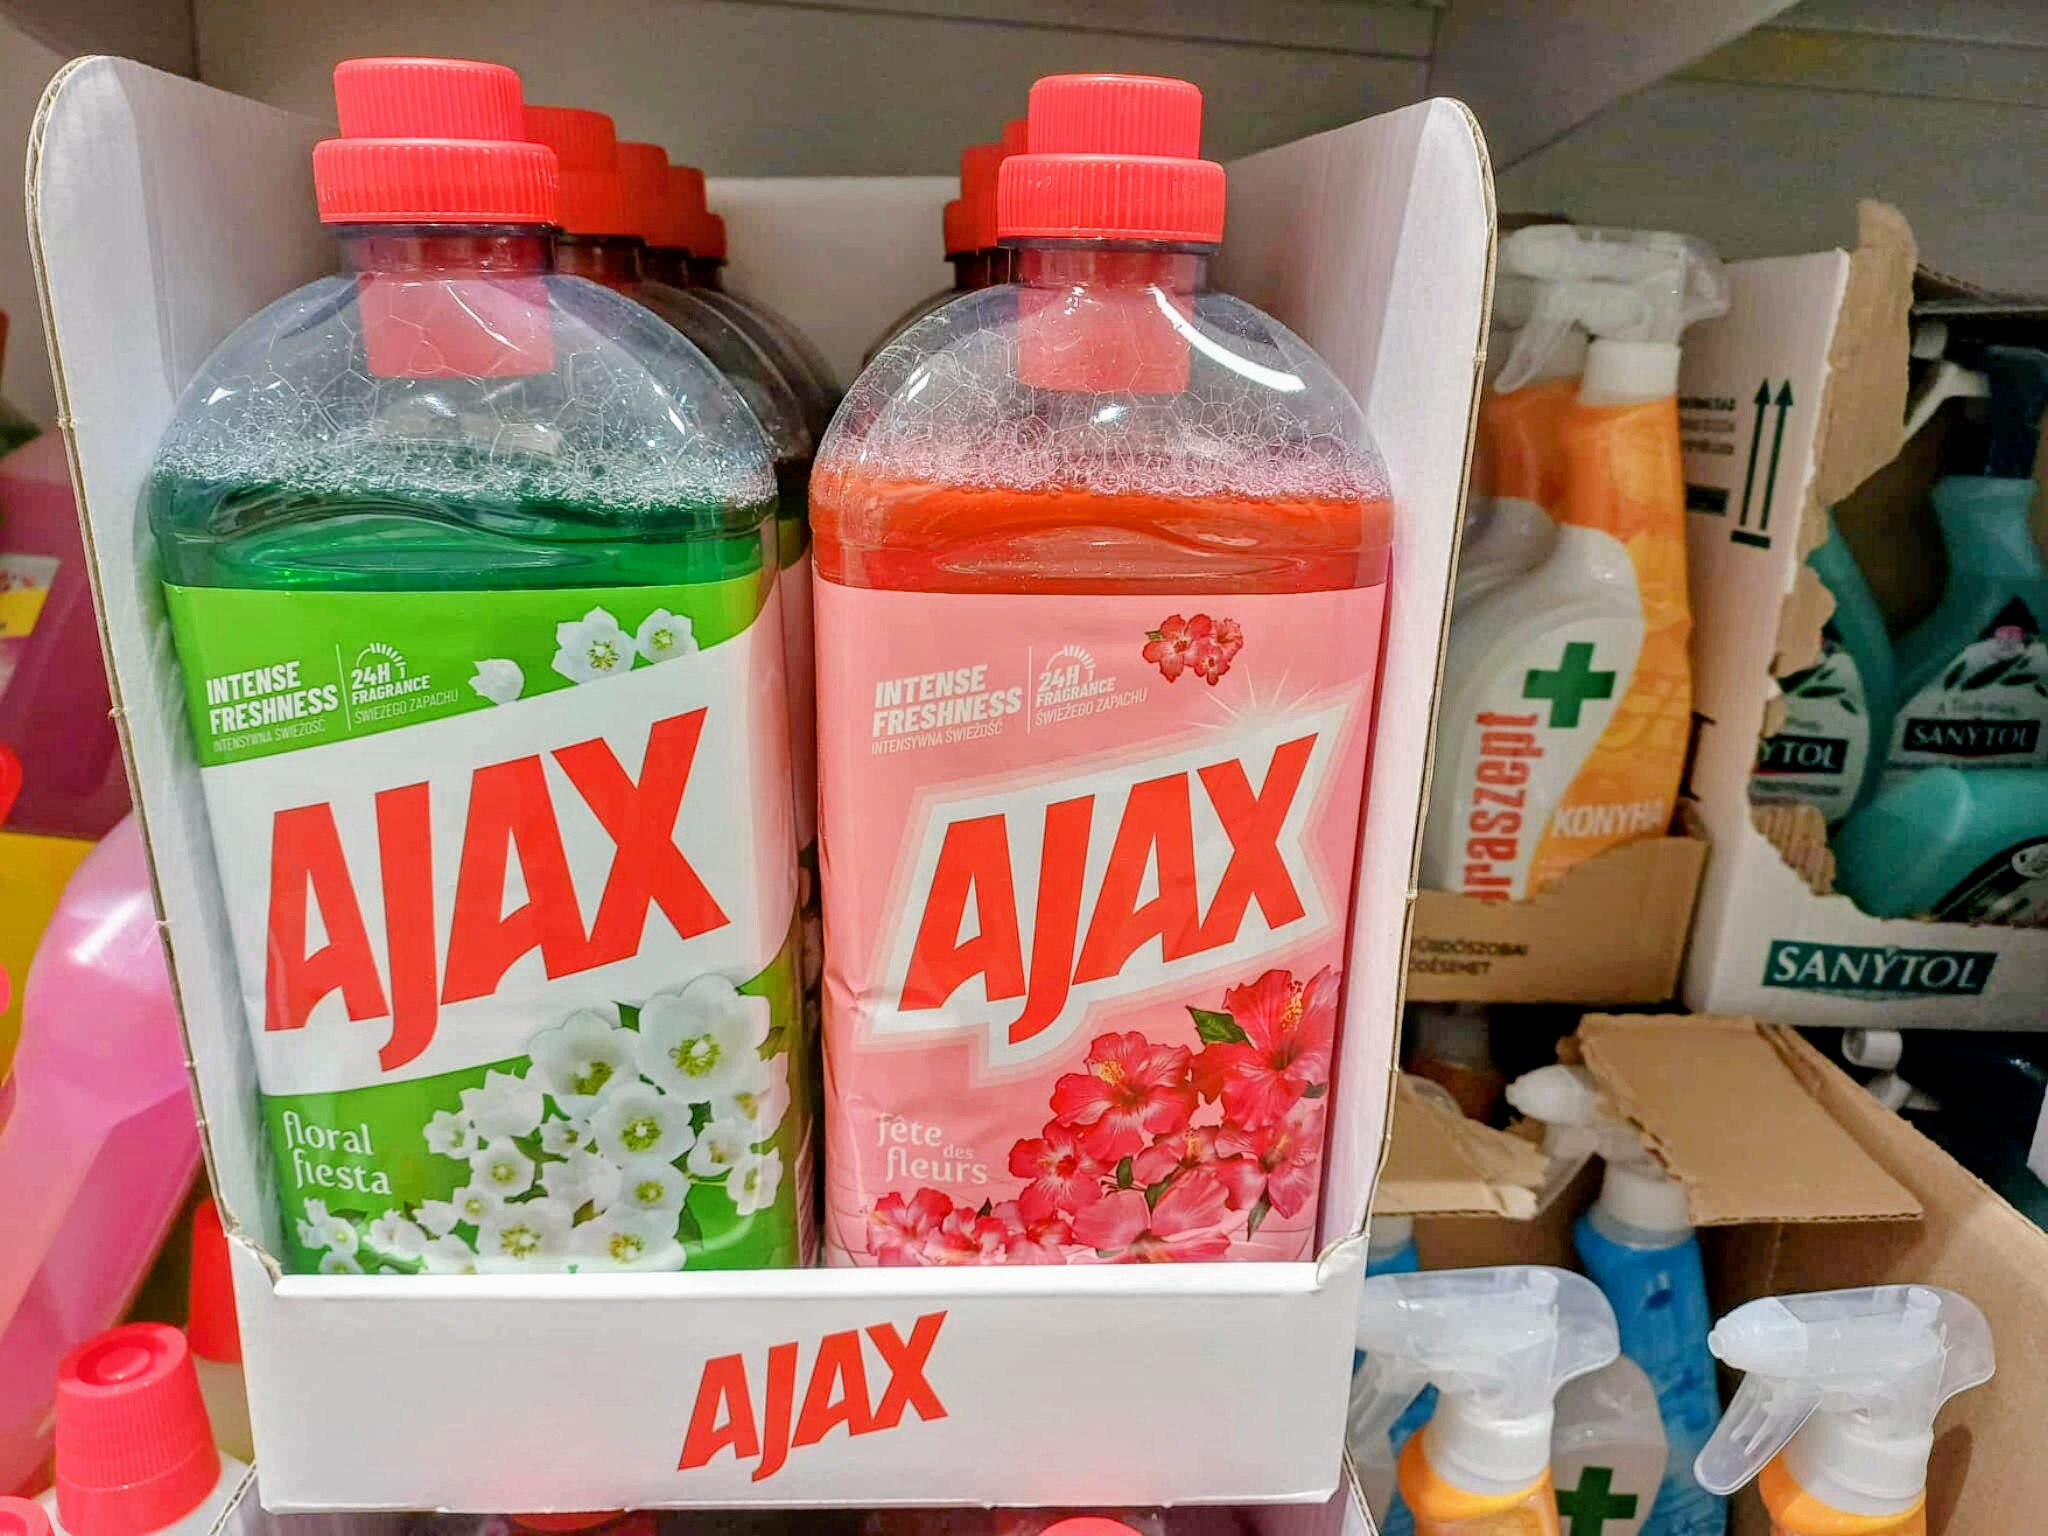 INTENSE
FRESHNESS
INTENSYWNA ŚWIEŻOŚĆ
24H
FRAGRANCE
ŚWIEŻEGO ZAPACHU
AJAX
floral
fiesta
INTENSE
FRESHNESS
INTENSYWNA ŚWIEŻOŚĆ
24H
FRAGRANCE
ŚWIEŻEGO ZAPACHU
AJAX
fête
des
fleurs
AJAX
KONYHA
SANYTOL
SANYTOL